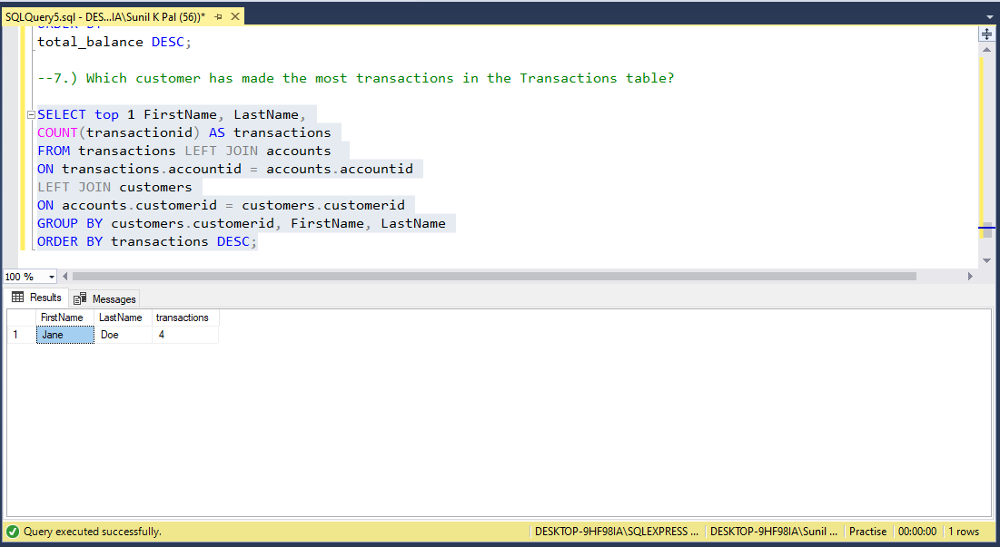 SQLQuery5.sql - DES...IA\Sunil K Pal (56))*
ORDER BY
total_balance DESC;
--7.) Which customer has made the most transactions in the Transactions table?
SELECT top 1 FirstName, LastName,
COUNT(transactionid) AS transactions
FROM transactions LEFT JOIN accounts
ON transactions.accountid = accounts.accountid
LEFT JOIN customers
ON accounts.customerid = customers.customerid
GROUP BY customers.customerid, FirstName, LastName
ORDER BY transactions DESC;
100 %
Results Messages
FirstName LastName transactions
1 Jane Doe 4
Query executed successfully. DESKTOP-9HF98IA\SQLEXPRESS ... DESKTOP-9HF98IA\Sunil ... Practise 00:00:00 1 rows